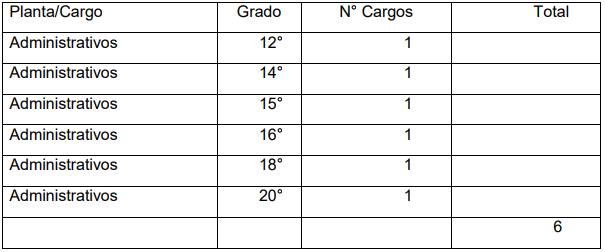 Planta/Cargo Grado N° Cargos Total
Administrativos 12° 1
Administrativos 14° 1
Administrativos 15° 1
Administrativos 16° 1
Administrativos 18° 1
Administrativos 20° 1
6